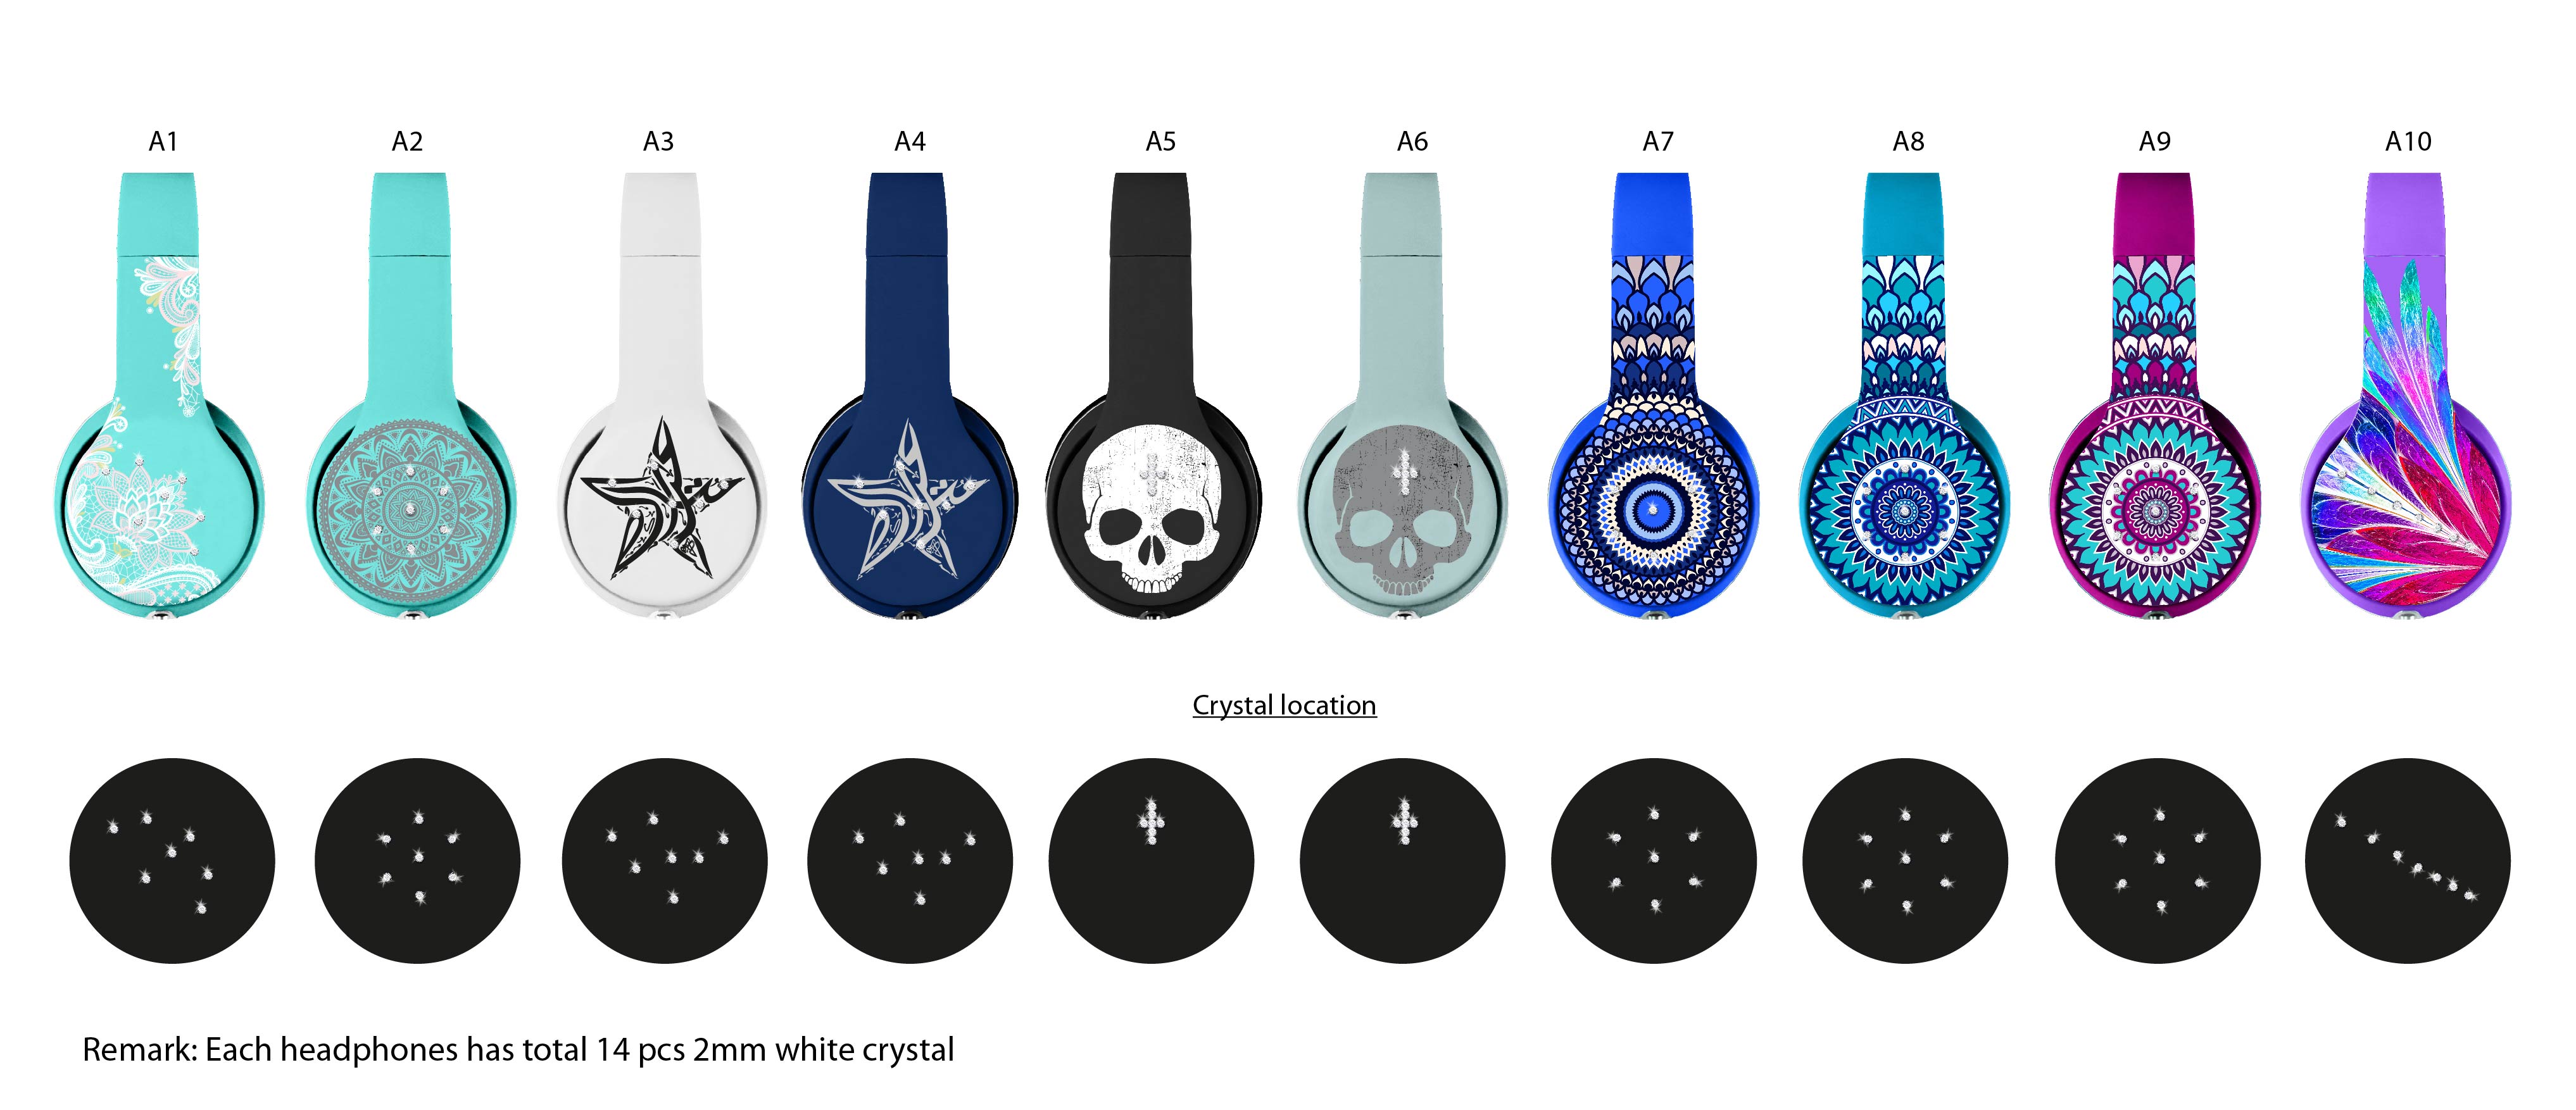 A1 A2 A3 A4 A5 A6 A7 A8 A9 A10
Crystal location
Remark: Each headphones has total 14 pcs 2mm white crystal